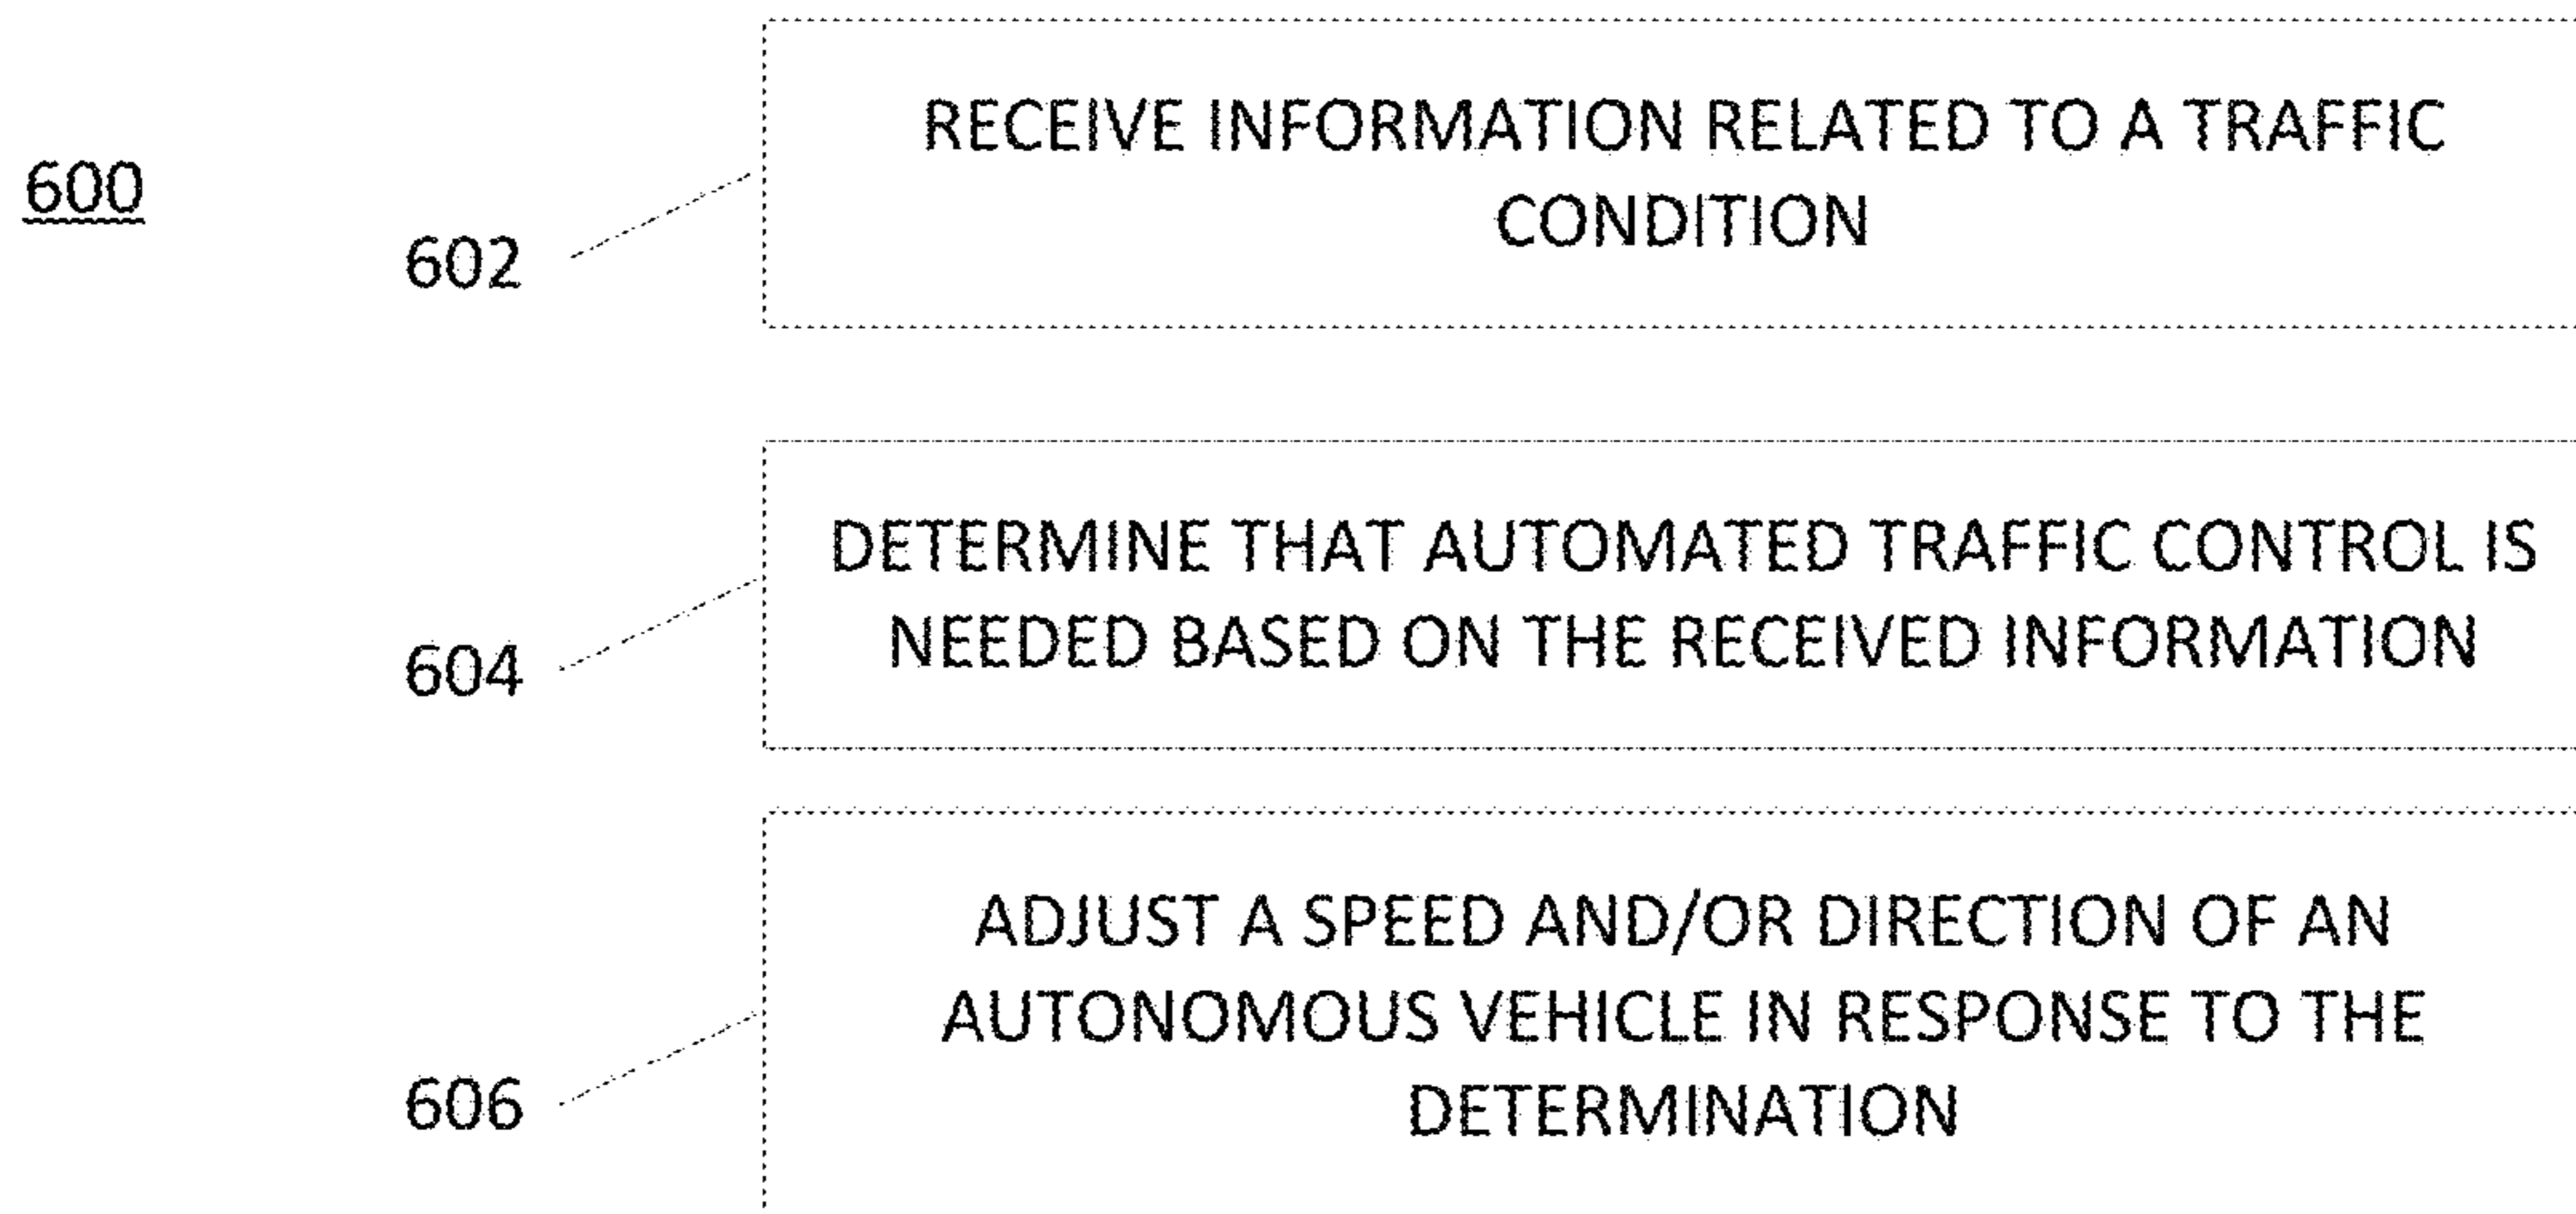 600
602
RECEIVE INFORMATION RELATED TO A TRAFFIC
CONDITION
604
DETERMINE THAT AUTOMATED TRAFFIC CONTROL IS
NEEDED BASED ON THE RECEIVED INFORMATION
606
ADJUST A SPEED AND/OR DIRECTION OF AN
AUTONOMOUS VEHICLE IN RESPONSE TO THE
DETERMINATION